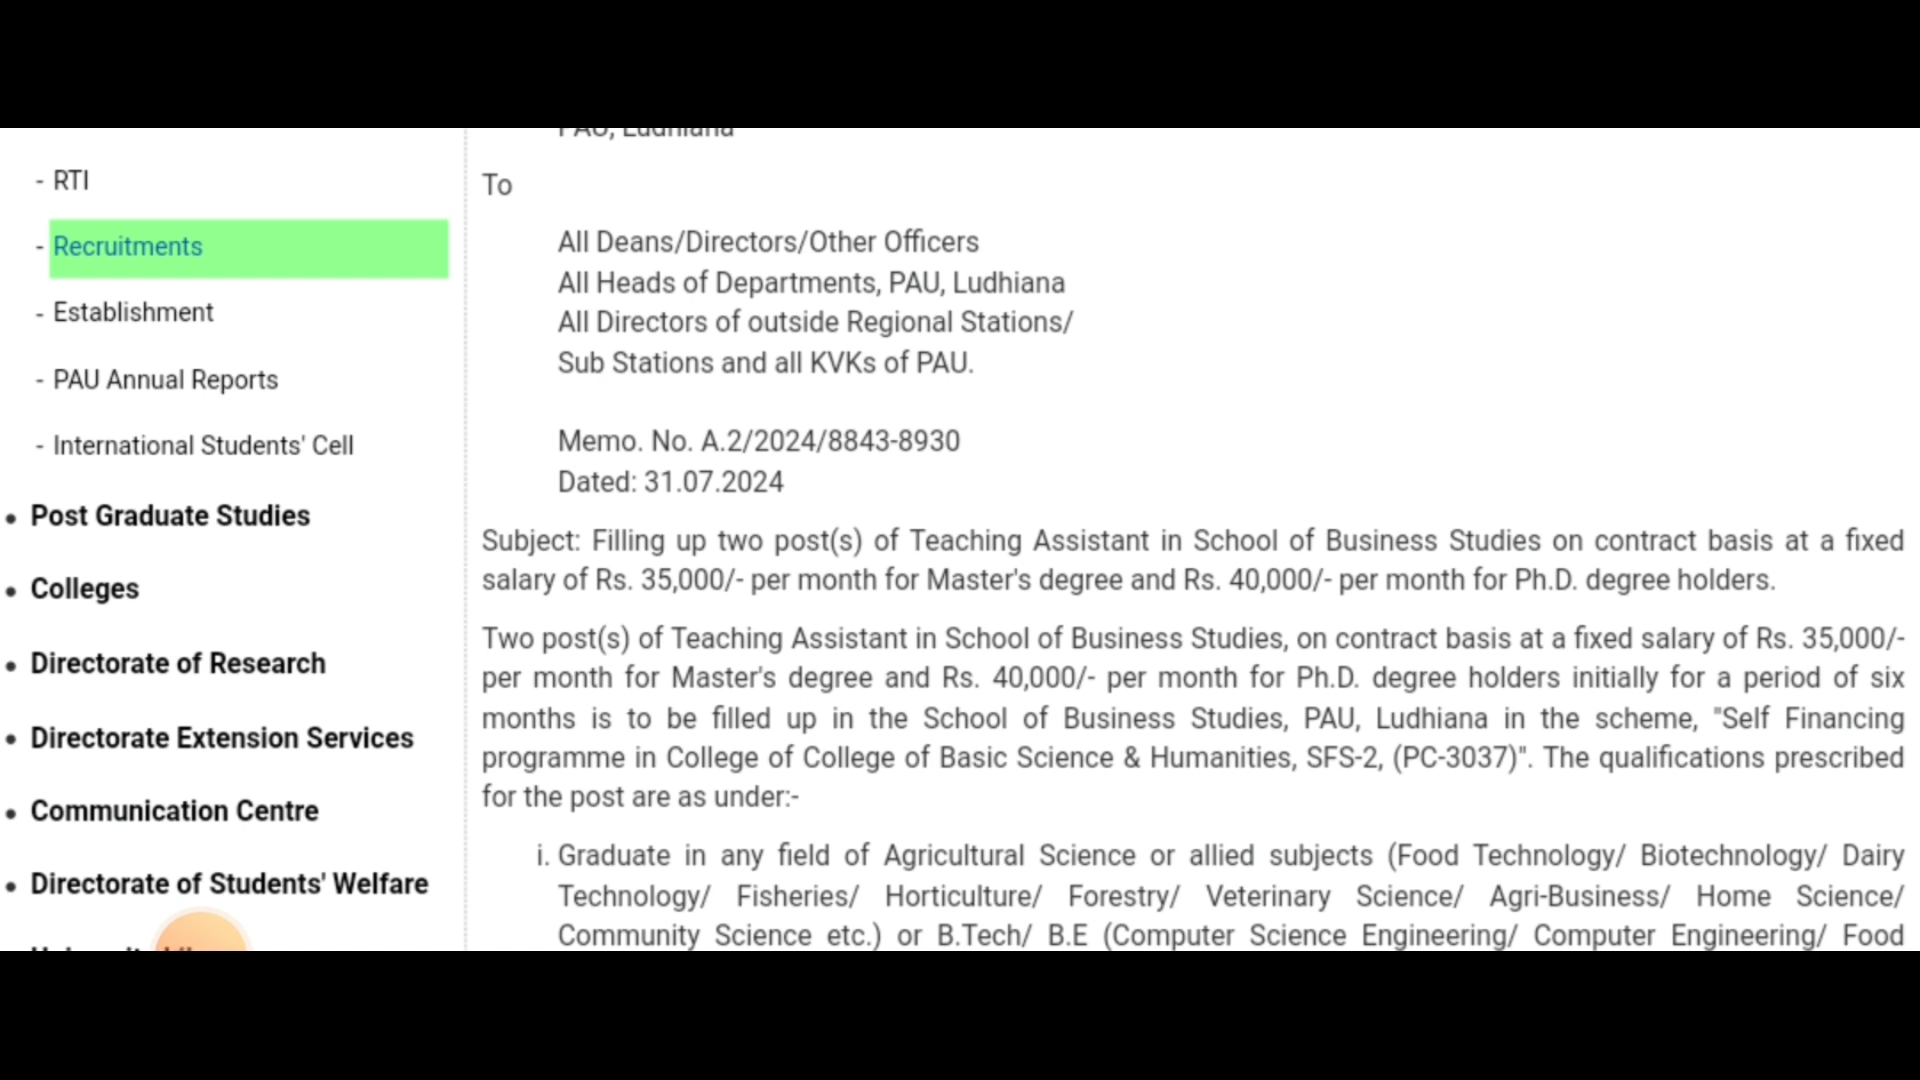 - RTI
- Recruitments
- Establishment
- PAU Annual Reports
- International Students' Cell
• Post Graduate Studies
• Colleges
• Directorate of Research
• Directorate Extension Services
• Communication Centre
• Directorate of Students' Welfare
PAU, Ludhiana
To
All Deans/Directors/Other Officers
All Heads of Departments, PAU, Ludhiana
All Directors of outside Regional Stations/
Sub Stations and all KVKs of PAU.
Memo. No. A.2/2024/8843-8930
Dated: 31.07.2024
Subject: Filling up two post(s) of Teaching Assistant in School of Business Studies on contract basis at a fixed
salary of Rs. 35,000/- per month for Master's degree and Rs. 40,000/- per month for Ph.D. degree holders.
Two post(s) of Teaching Assistant in School of Business Studies, on contract basis at a fixed salary of Rs. 35,000/-
per month for Master's degree and Rs. 40,000/- per month for Ph.D. degree holders initially for a period of six
months is to be filled up in the School of Business Studies, PAU, Ludhiana in the scheme, "Self Financing
programme in College of College of Basic Science & Humanities, SFS-2, (PC-3037)". The qualifications prescribed
for the post are as under:-
i. Graduate in any field of Agricultural Science or allied subjects (Food Technology/ Biotechnology/ Dairy
Technology/ Fisheries/ Horticulture/ Forestry/ Veterinary Science/ Agri-Business/ Home Science/
Community Science etc.) or B.Tech/ B.E (Computer Science Engineering/ Computer Engineering/ Food